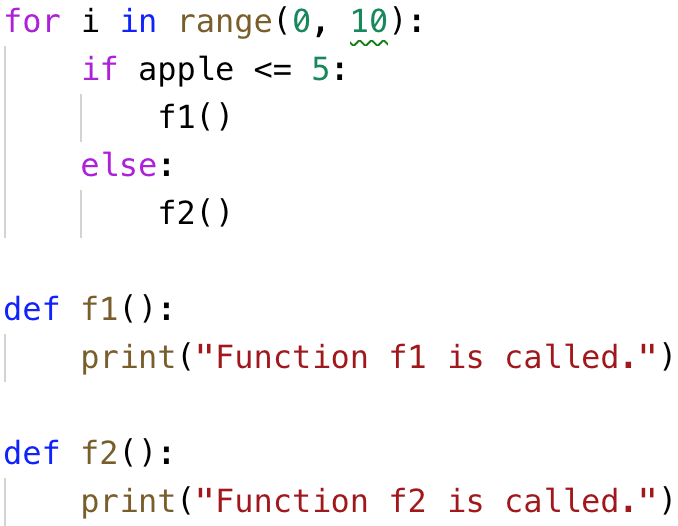 for i in range(0, 10):
    if apple <= 5:
        f1()
    else:
        f2()

def f1():
    print("Function f1 is called.")

def f2():
    print("Function f2 is called.")